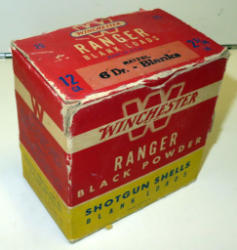 WINCHESTER
RANGER
BLANK LOADS
12
GA
6 Dr. - Blanks
W
WINCHESTER
RANGER
BLACK POWDER
SHOTGUN SHELLS
BLANK LOADS